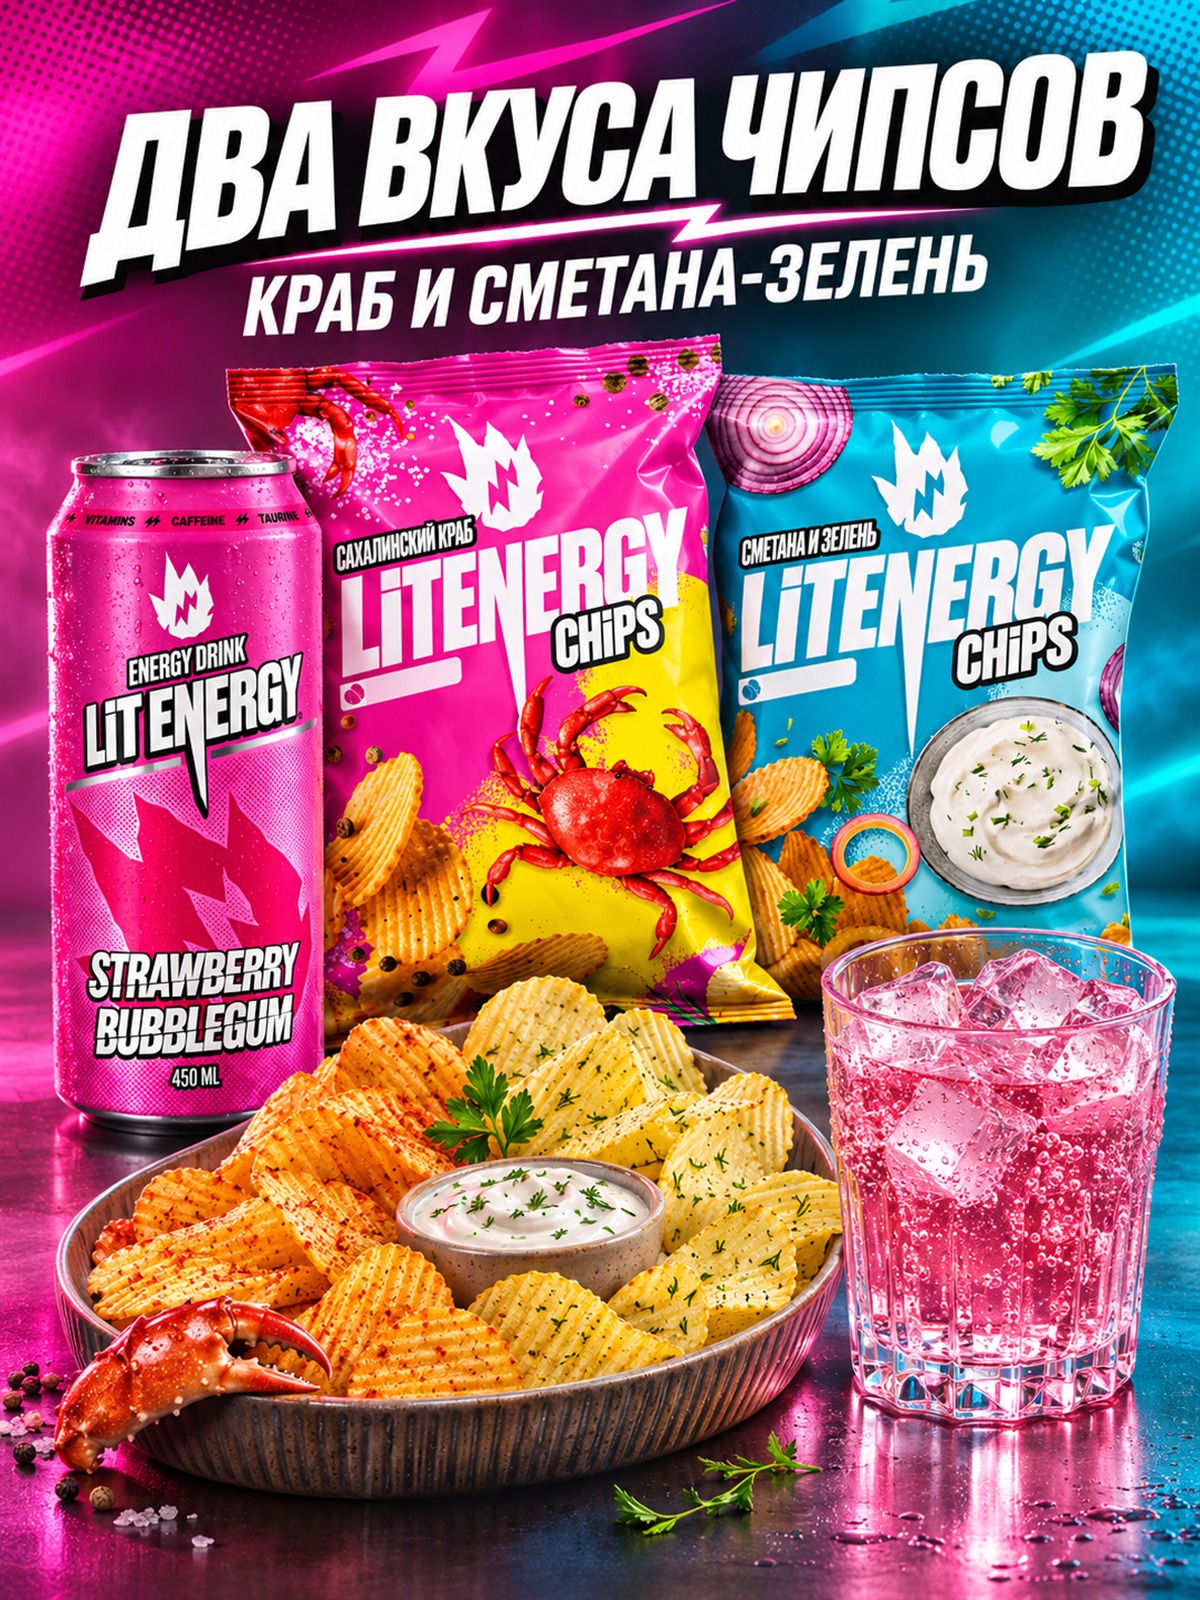 ДВА ВКУСА ЧИПСОВ
КРАБ И СМЕТАНА-ЗЕЛЕНЬ
VITAMINS CAFFEINE TAURINE
ENERGY DRINK
LIT ENERGY
STRAWBERRY
BUBBLEGUM
450 ML
САХАЛИНСКИЙ КРАБ
LITENERGY
CHIPS
СМЕТАНА И ЗЕЛЕНЬ
LITENERGY
CHIPS